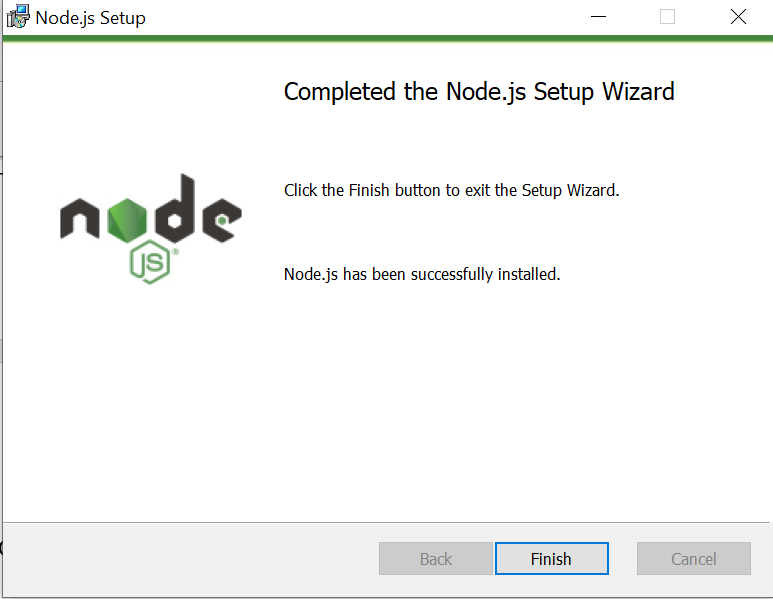 Node.js Setup
Completed the Node.js Setup Wizard
Click the Finish button to exit the Setup Wizard.
node
JS
®
Node.js has been successfully installed.
Back
Finish
Cancel